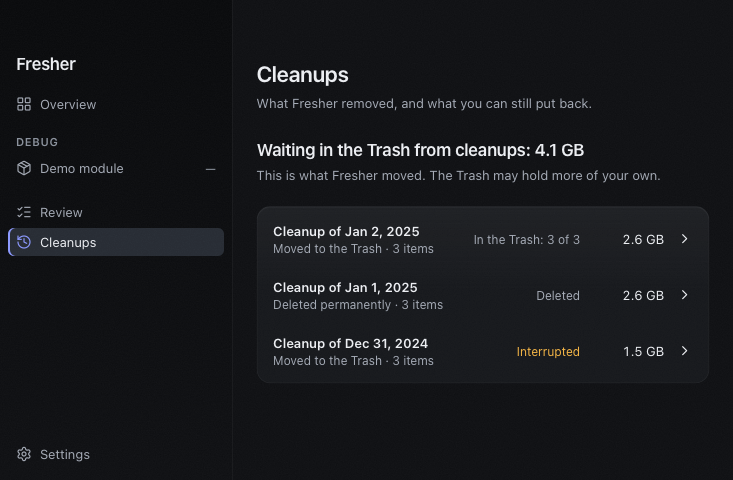 Fresher
Overview
DEBUG
Demo module –
Review
Cleanups
Settings
Cleanups
What Fresher removed, and what you can still put back.
Waiting in the Trash from cleanups: 4.1 GB
This is what Fresher moved. The Trash may hold more of your own.
Cleanup of Jan 2, 2025
Moved to the Trash · 3 items
In the Trash: 3 of 3
2.6 GB
Cleanup of Jan 1, 2025
Deleted permanently · 3 items
Deleted
2.6 GB
Cleanup of Dec 31, 2024
Moved to the Trash · 3 items
Interrupted
1.5 GB